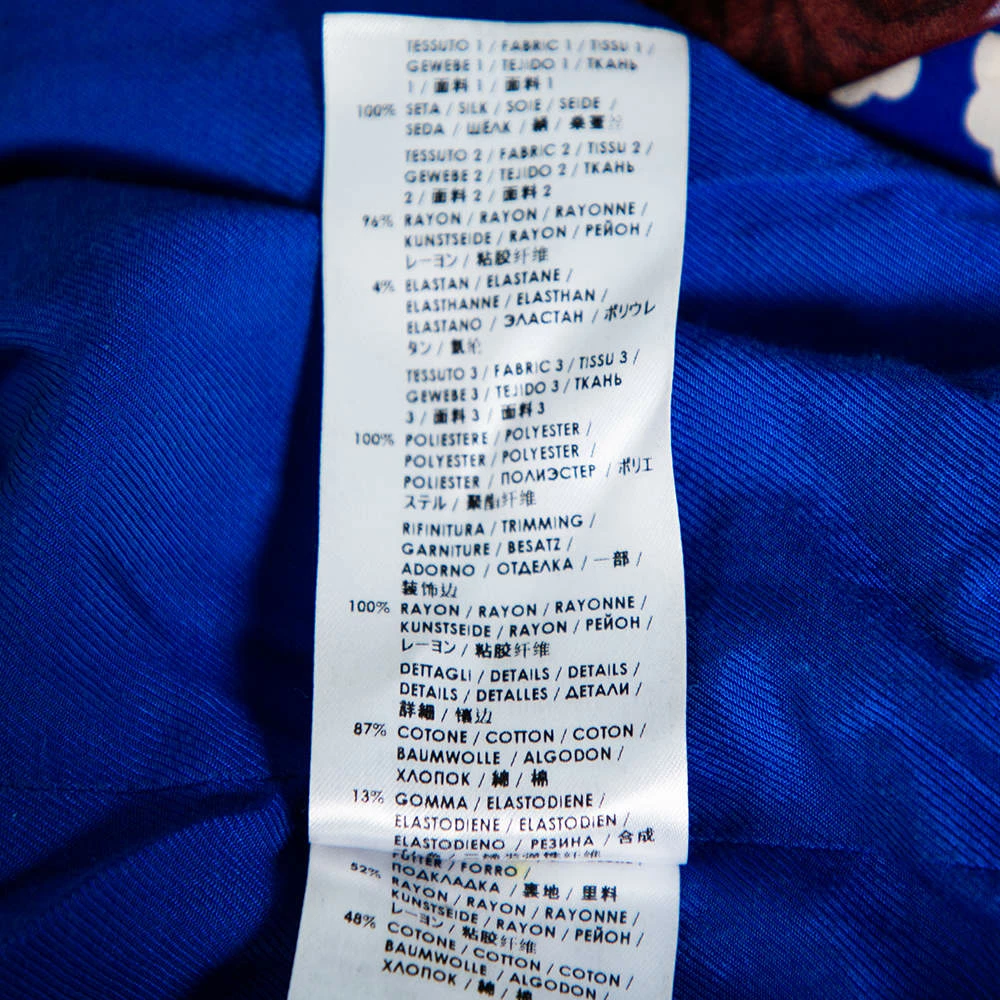 TESSUTO 1 / FABRIC 1 / TISSU 1 /
GEWEBE 1 / TEJIDO 1 / ТКАНЬ
1 / 面料 1 / 面料 1
100% SETA / SILK / SOIE / SEIDE /
SEDA / ШЁЛК / 絹 / 桑蚕丝
TESSUTO 2 / FABRIC 2 / TISSU 2 /
GEWEBE 2 / TEJIDO 2 / ТКАНЬ
2 / 面料 2 / 面料 2
96% RAYON / RAYON / RAYONNE /
KUNSTSEIDE / RAYON / РЕЙОН /
レーヨン / 粘胶纤维
4% ELASTAN / ELASTANE /
ELASTHANNE / ELASTHAN /
ELASTANO / ЭЛАСТАН / ポリウレ
タン / 氨纶
TESSUTO 3 / FABRIC 3 / TISSU 3 /
GEWEBE 3 / TEJIDO 3 / ТКАНЬ
3 / 面料 3 / 面料 3
100% POLIESTERE / POLYESTER /
POLYESTER / POLYESTER /
POLIESTER / ПОЛИЭСТЕР / ポリエ
ステル / 聚酯纤维
RIFINITURA / TRIMMING /
GARNITURE / BESATZ /
ADORNO / ОТДЕЛКА / 一部 /
装饰边
100% RAYON / RAYON / RAYONNE /
KUNSTSEIDE / RAYON / РЕЙОН /
レーヨン / 粘胶纤维
DETTAGLI / DETAILS / DETAILS /
DETAILS / DETALLES / ДЕТАЛИ /
詳細 / 镶边
87% COTONE / COTTON / COTON /
BAUMWOLLE / ALGODON /
ХЛОПОК / 綿 / 棉
13% GOMMA / ELASTODIENE /
ELASTODIENE / ELASTODIEN /
ELASTODIENO / РЕЗИНА / 合成
FUTTER / FORRO /
ПОДКЛАДКА / 裏地 / 里料
52% RAYON / RAYON / RAYONNE /
KUNSTSEIDE / RAYON / РЕЙОН /
レーヨン / 粘胶纤维
48% COTONE / COTTON / COTON /
BAUMWOLLE / ALGODON /
ХЛОПОК / 綿 / 棉